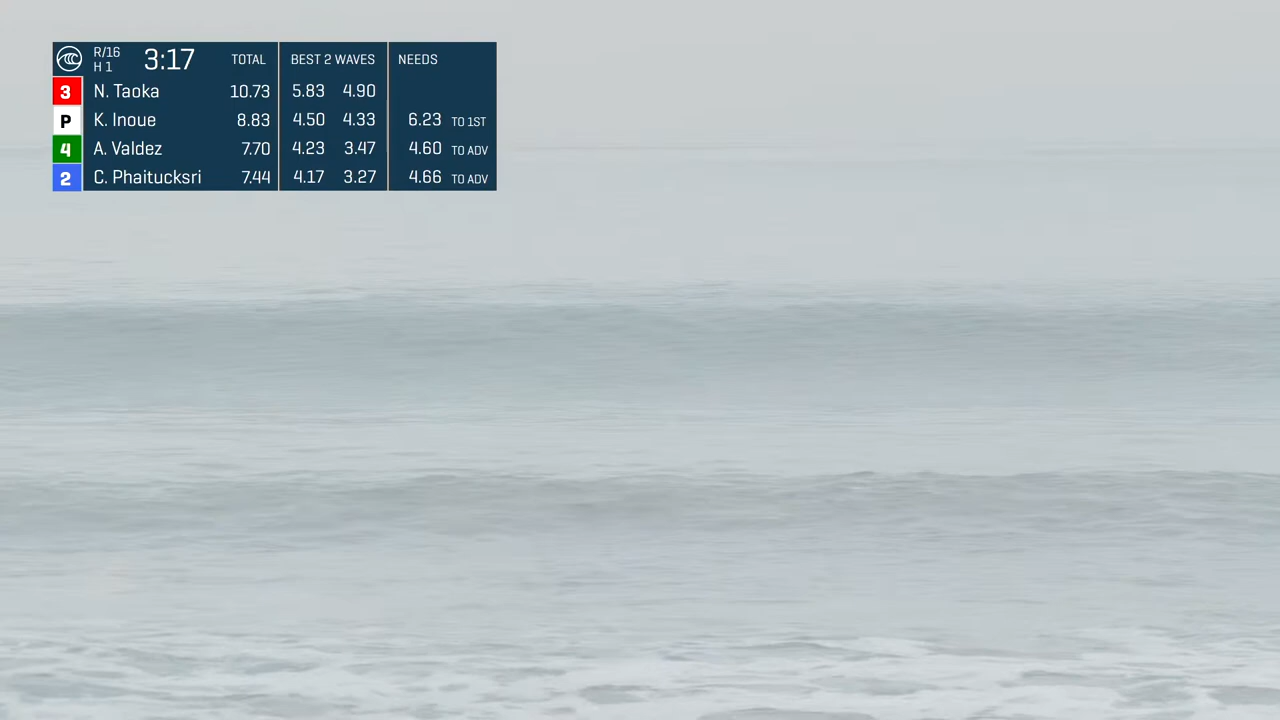 R/16 H 1 3:17 TOTAL BEST 2 WAVES NEEDS
3 N. Taoka 10.73 5.83 4.90
P K. Inoue 8.83 4.50 4.33 6.23 TO 1ST
4 A. Valdez 7.70 4.23 3.47 4.60 TO ADV
2 C. Phaitucksri 7.44 4.17 3.27 4.66 TO ADV